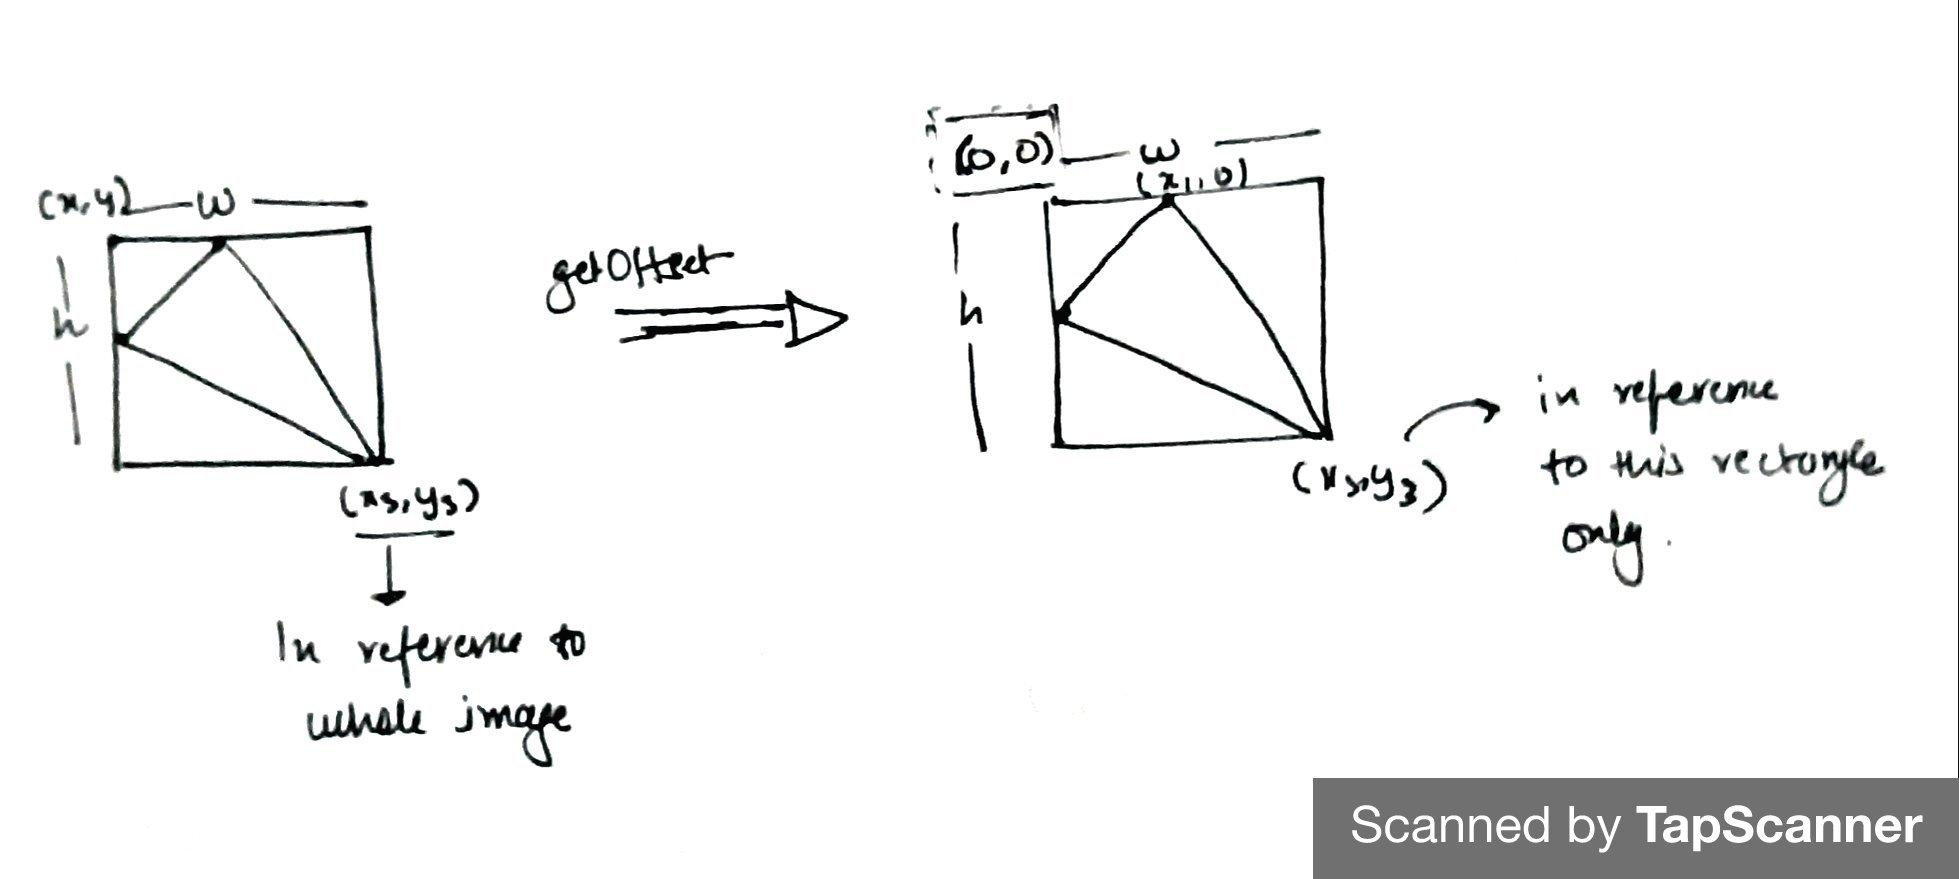 (x,y) w
h
(x3,y3)
In reference to
whole image
getOffset
(0,0) w
(x1,0)
h
(x3,y3)
in reference
to this rectangle
only.
Scanned by TapScanner